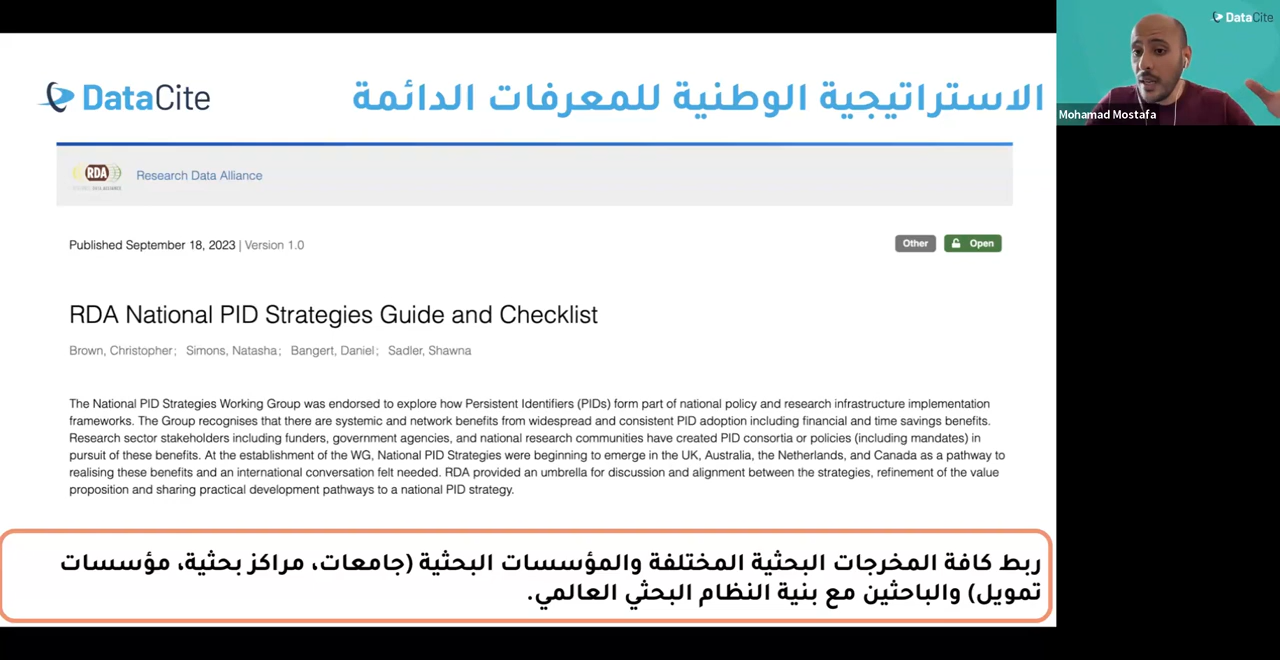 DataCite
الاستراتيجية الوطنية للمعرفات الدائمة
DataCite
Mohamad Mostafa
RDA
Research Data Alliance
Published September 18, 2023 | Version 1.0
Other
Open
RDA National PID Strategies Guide and Checklist
Brown, Christopher; Simons, Natasha; Bangert, Daniel; Sadler, Shawna
The National PID Strategies Working Group was endorsed to explore how Persistent Identifiers (PIDs) form part of national policy and research infrastructure implementation
frameworks. The Group recognises that there are systemic and network benefits from widespread and consistent PID adoption including financial and time savings benefits.
Research sector stakeholders including funders, government agencies, and national research communities have created PID consortia or policies (including mandates) in
pursuit of these benefits. At the establishment of the WG, National PID Strategies were beginning to emerge in the UK, Australia, the Netherlands, and Canada as a pathway to
realising these benefits and an international conversation felt needed. RDA provided an umbrella for discussion and alignment between the strategies, refinement of the value
proposition and sharing practical development pathways to a national PID strategy.
ربط كافة المخرجات البحثية المختلفة والمؤسسات البحثية (جامعات، مراكز بحثية، مؤسسات
تمويل) والباحثين مع بنية النظام البحثي العالمي.